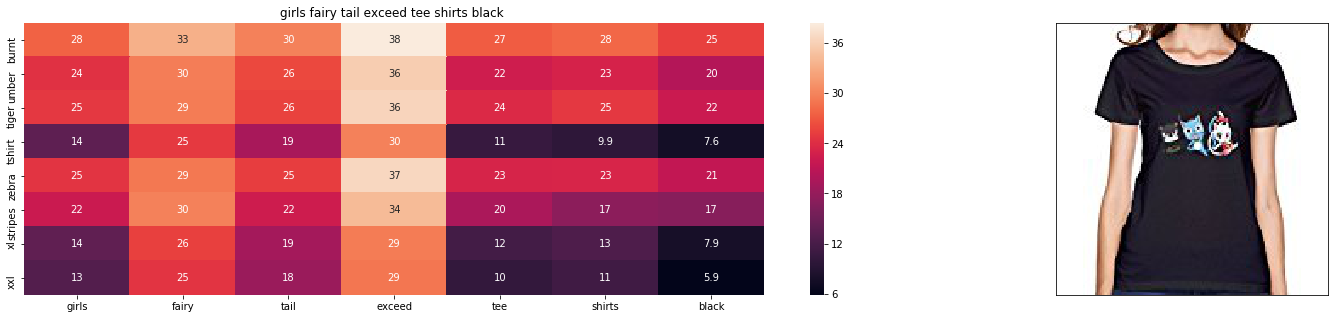 girls fairy tail exceed tee shirts black
burnt 28 33 30 38 27 28 25
umber 24 30 26 36 22 23 20
tiger 25 29 26 36 24 25 22
tshirt 14 25 19 30 11 9.9 7.6
zebra 25 29 25 37 23 23 21
stripes 22 30 22 34 20 17 17
xl 14 26 19 29 12 13 7.9
xxl 13 25 18 29 10 11 5.9
girls fairy tail exceed tee shirts black
36
30
24
18
12
6